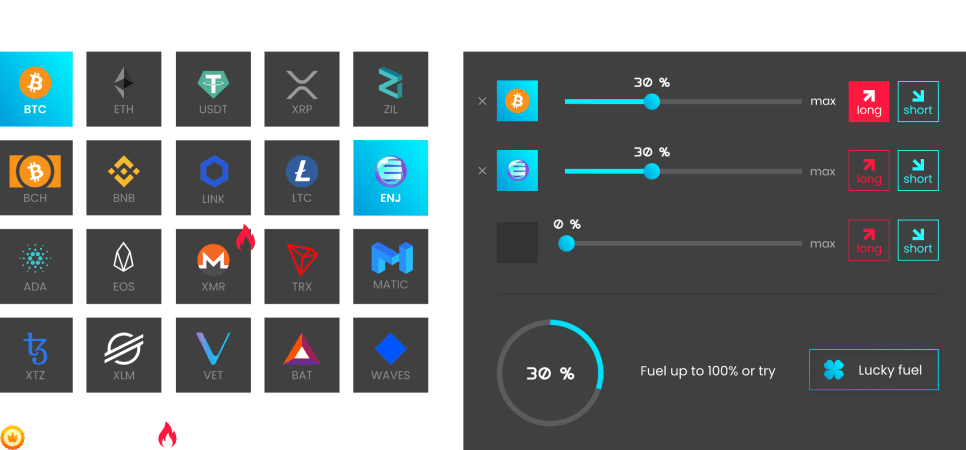 BTC
ETH
USDT
XRP
ZIL
BCH
BNB
LINK
LTC
ENJ
ADA
EOS
XMR
TRX
MATIC
XTZ
XLM
VET
BAT
WAVES
30 %
max
long
short
30 %
max
long
short
0 %
max
long
short
30 %
Fuel up to 100% or try
Lucky fuel